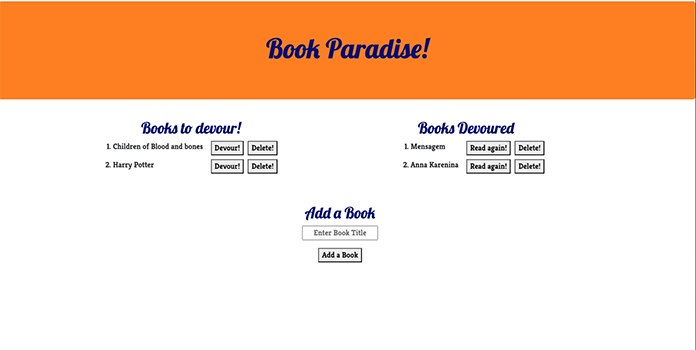 Book Paradise!
Books to devour!
1. Children of Blood and bones Devour! Delete!
2. Harry Potter Devour! Delete!
Books Devoured
1. Mensagem Read again! Delete!
2. Anna Karenina Read again! Delete!
Add a Book
Enter Book Title
Add a Book